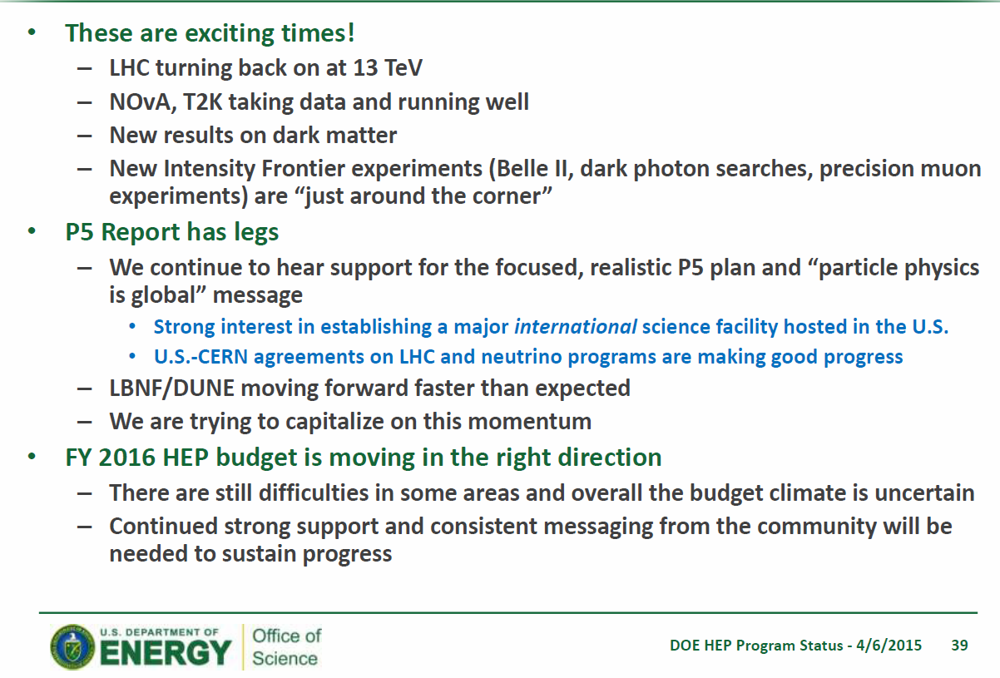 • These are exciting times!
– LHC turning back on at 13 TeV
– NOvA, T2K taking data and running well
– New results on dark matter
– New Intensity Frontier experiments (Belle II, dark photon searches, precision muon
experiments) are “just around the corner”
• P5 Report has legs
– We continue to hear support for the focused, realistic P5 plan and “particle physics
is global” message
• Strong interest in establishing a major international science facility hosted in the U.S.
• U.S.-CERN agreements on LHC and neutrino programs are making good progress
– LBNF/DUNE moving forward faster than expected
– We are trying to capitalize on this momentum
• FY 2016 HEP budget is moving in the right direction
– There are still difficulties in some areas and overall the budget climate is uncertain
– Continued strong support and consistent messaging from the community will be
needed to sustain progress
U.S. DEPARTMENT OF
ENERGY
Office of
Science
DOE HEP Program Status - 4/6/2015 39